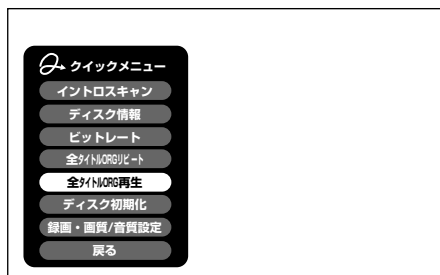 クイックメニュー
イントロスキャン
ディスク情報
ビットレート
全ﾀｲﾄﾙORGﾘﾋﾟｰﾄ
全ﾀｲﾄﾙORG再生
ディスク初期化
録画・画質/音質設定
戻る